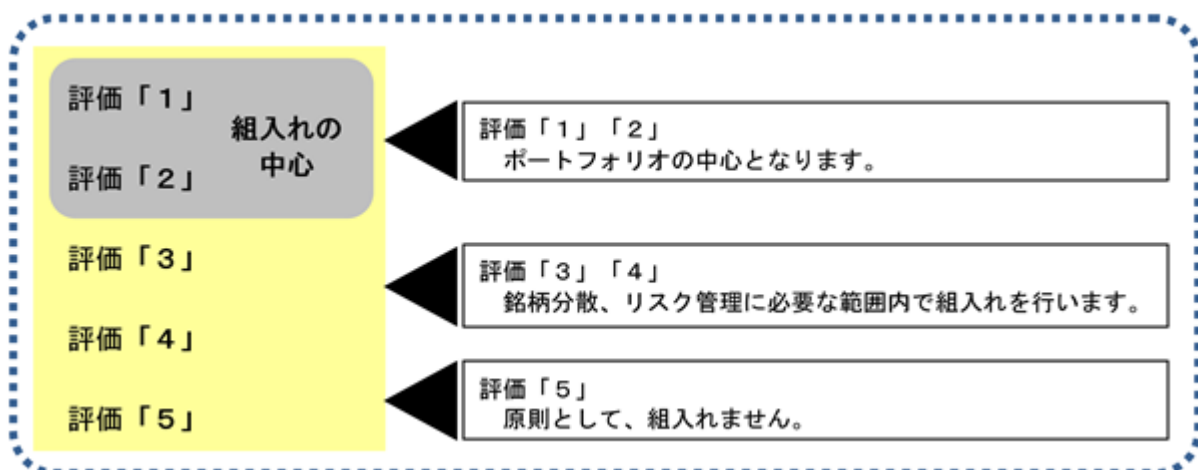 評価「１」
組入れの
中心
評価「２」
評価「３」
評価「４」
評価「５」
評価「１」「２」
ポートフォリオの中心となります。
評価「３」「４」
銘柄分散、リスク管理に必要な範囲内で組入れを行います。
評価「５」
原則として、組入れません。